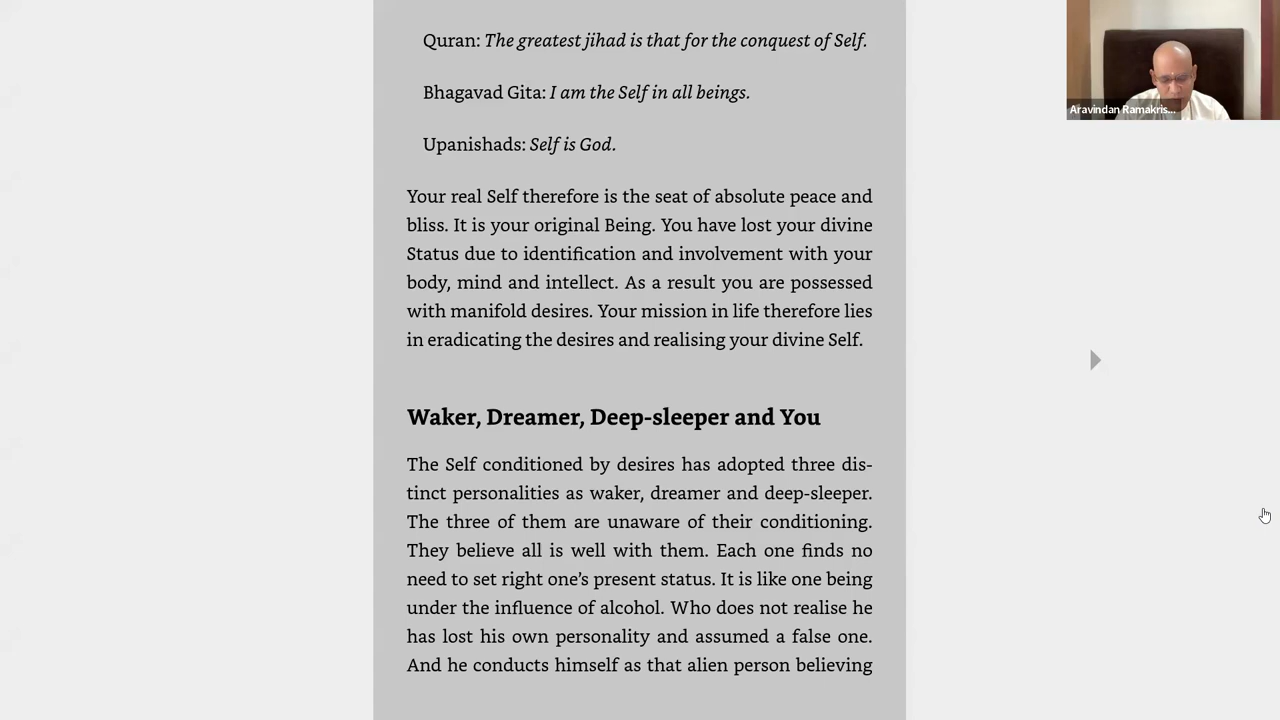 Quran: The greatest jihad is that for the conquest of Self.
Bhagavad Gita: I am the Self in all beings.
Upanishads: Self is God.
Your real Self therefore is the seat of absolute peace and
bliss. It is your original Being. You have lost your divine
Status due to identification and involvement with your
body, mind and intellect. As a result you are possessed
with manifold desires. Your mission in life therefore lies
in eradicating the desires and realising your divine Self.
Waker, Dreamer, Deep-sleeper and You
The Self conditioned by desires has adopted three dis-
tinct personalities as waker, dreamer and deep-sleeper.
The three of them are unaware of their conditioning.
They believe all is well with them. Each one finds no
need to set right one’s present status. It is like one being
under the influence of alcohol. Who does not realise he
has lost his own personality and assumed a false one.
And he conducts himself as that alien person believing
Aravindan Ramakris...